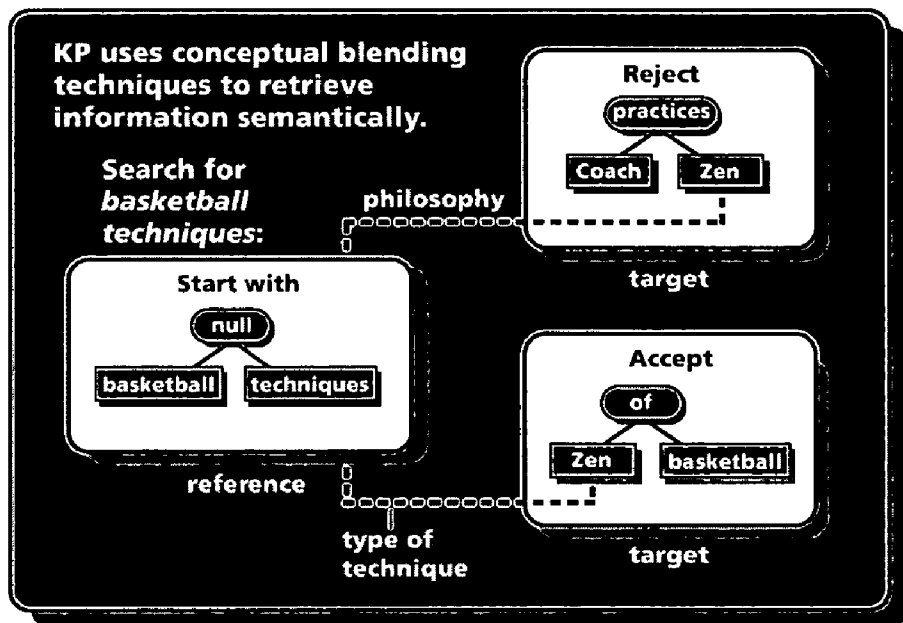 KP uses conceptual blending
techniques to retrieve
information semantically.
Search for
basketball
techniques:
Start with
null
basketball techniques
reference
philosophy
Reject
practices
Coach Zen
target
type of
technique
Accept
of
Zen basketball
target